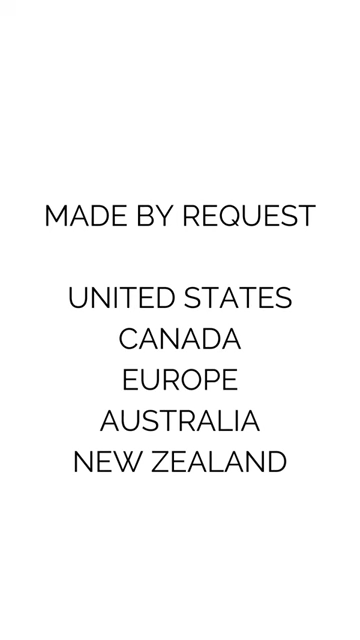 MADE BY REQUEST
UNITED STATES
CANADA
EUROPE
AUSTRALIA
NEW ZEALAND